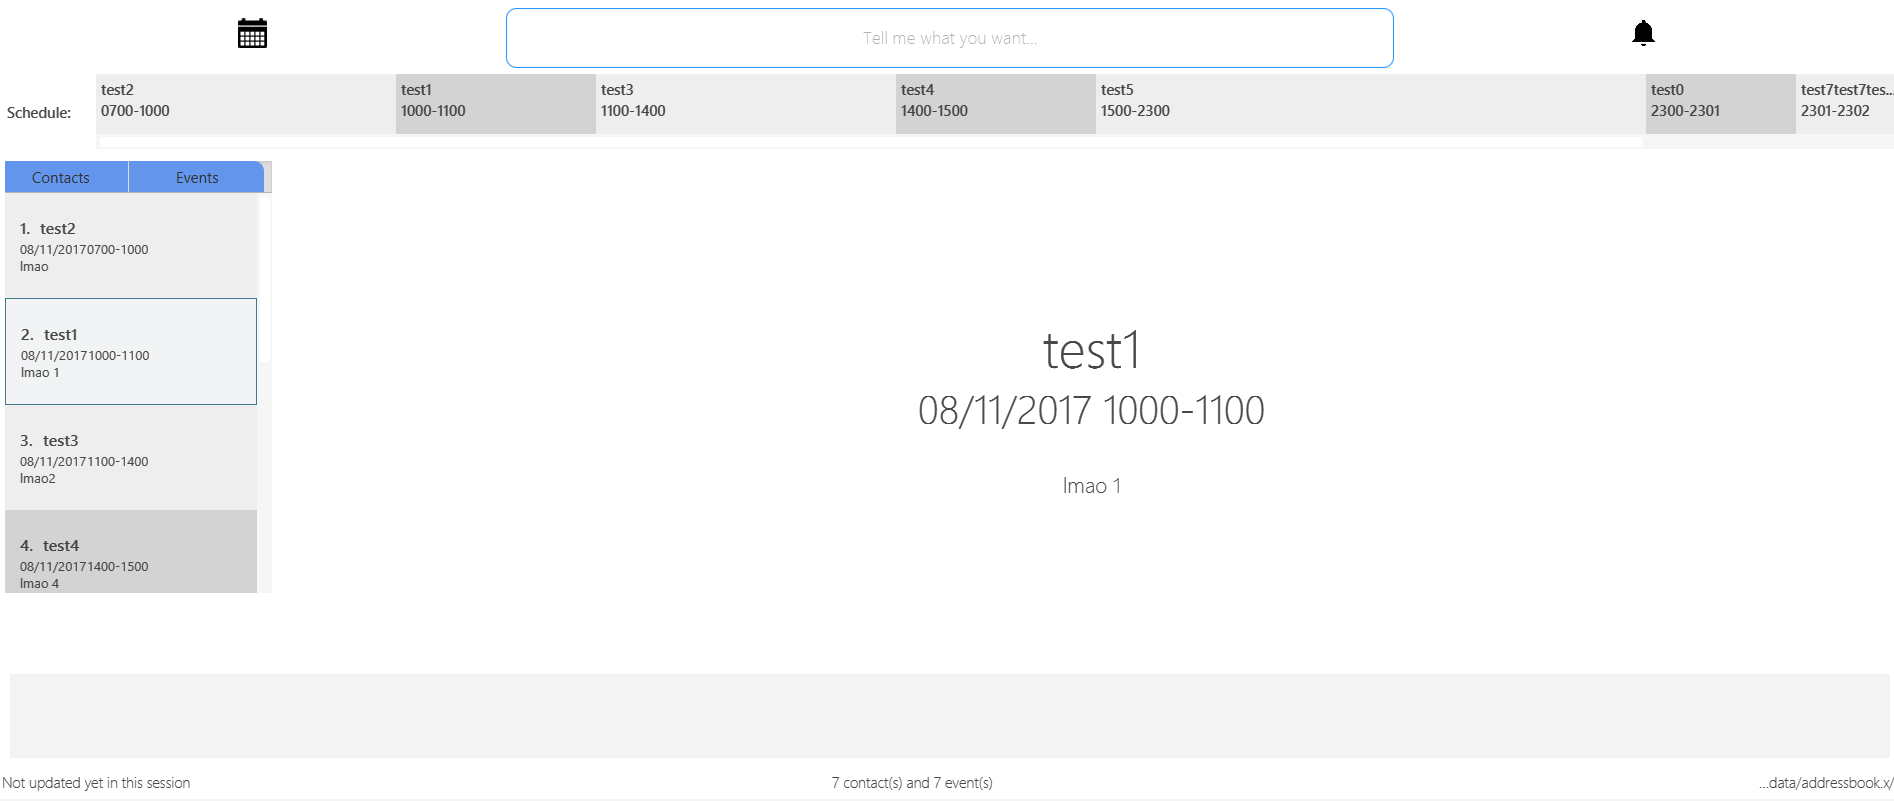 Tell me what you want...
Schedule:
test2
0700-1000
test1
1000-1100
test3
1100-1400
test4
1400-1500
test5
1500-2300
test0
2300-2301
test7test7tes...
2301-2302
Contacts
Events
1. test2
08/11/20170700-1000
lmao
2. test1
08/11/20171000-1100
lmao 1
3. test3
08/11/20171100-1400
lmao2
4. test4
08/11/20171400-1500
lmao 4
test1
08/11/2017 1000-1100
lmao 1
Not updated yet in this session
7 contact(s) and 7 event(s)
...data/addressbook.x/